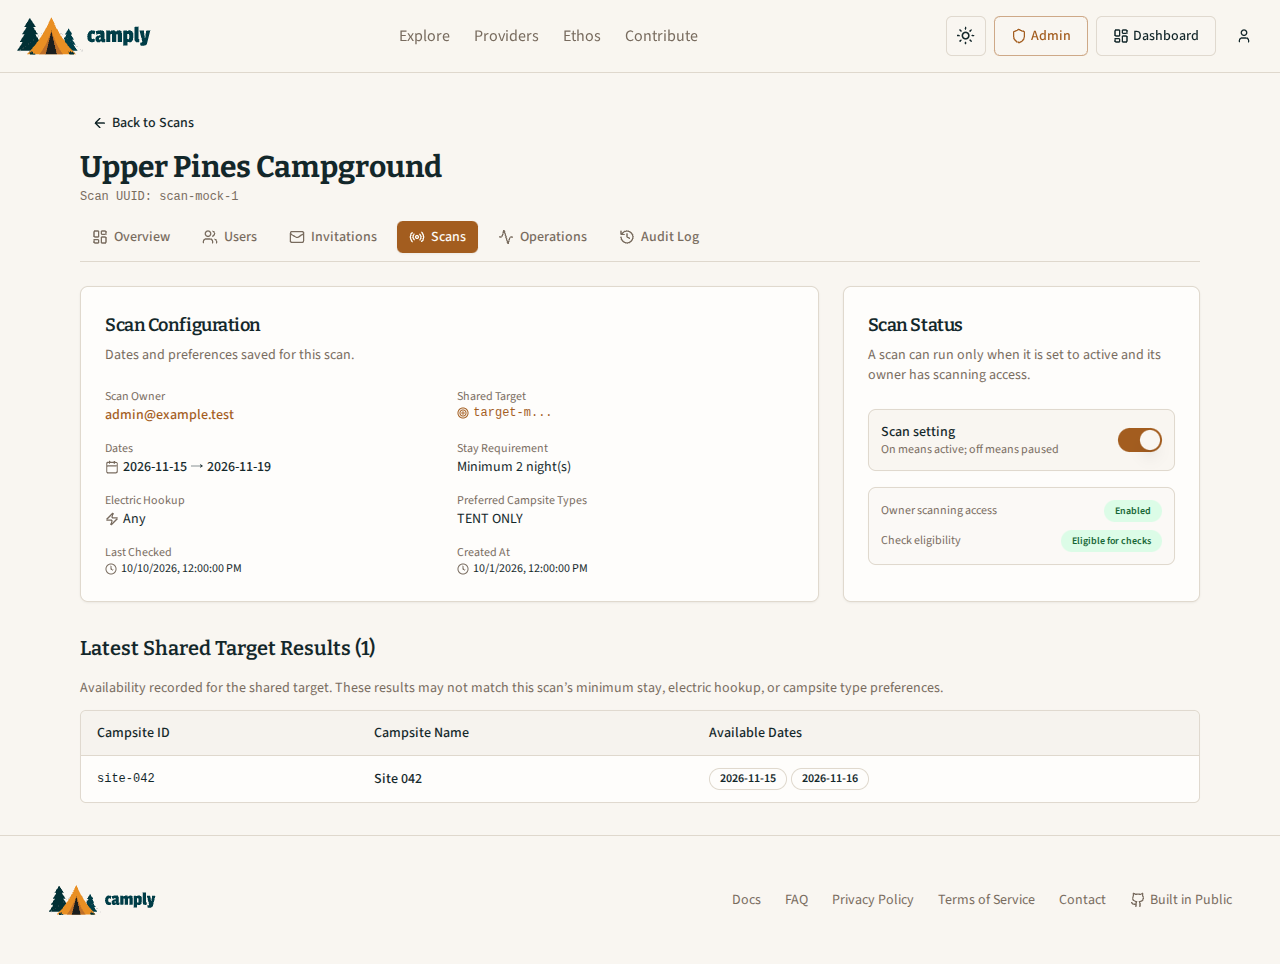 camply
Explore Providers Ethos Contribute
Admin Dashboard
Back to Scans
Upper Pines Campground
Scan UUID: scan-mock-1
Overview Users Invitations Scans Operations Audit Log
Scan Configuration
Dates and preferences saved for this scan.
Scan Owner
admin@example.test
Shared Target
target-m...
Dates
2026-11-15 → 2026-11-19
Stay Requirement
Minimum 2 night(s)
Electric Hookup
Any
Preferred Campsite Types
TENT ONLY
Last Checked
10/10/2026, 12:00:00 PM
Created At
10/1/2026, 12:00:00 PM
Scan Status
A scan can run only when it is set to active and its
owner has scanning access.
Scan setting
On means active; off means paused
Owner scanning access Enabled
Check eligibility Eligible for checks
Latest Shared Target Results (1)
Availability recorded for the shared target. These results may not match this scan's minimum stay, electric hookup, or campsite type preferences.
Campsite ID Campsite Name Available Dates
site-042 Site 042 2026-11-15 2026-11-16
camply
Docs FAQ Privacy Policy Terms of Service Contact Built in Public